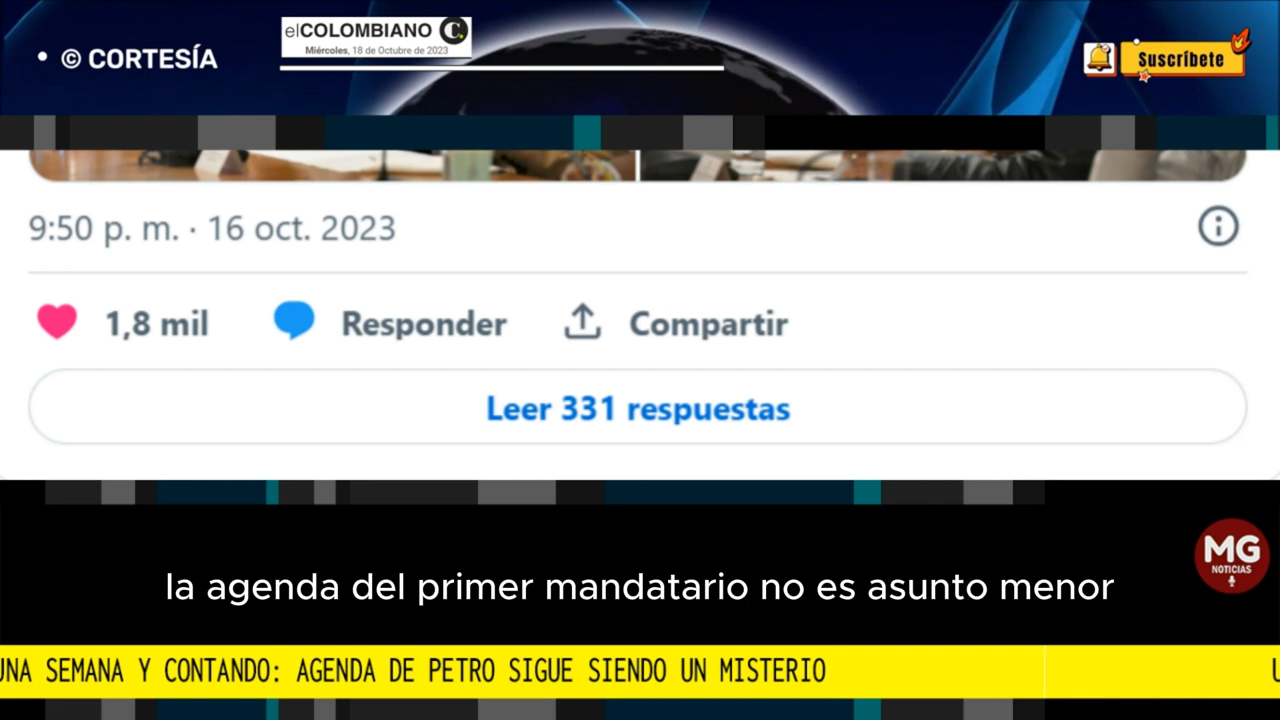 • © CORTESÍA
elCOLOMBIANO C
Miércoles, 18 de Octubre de 2023
Suscríbete
9:50 p. m. · 16 oct. 2023
1,8 mil
Responder
Compartir
Leer 331 respuestas
MG
NOTICIAS
la agenda del primer mandatario no es asunto menor
UNA SEMANA Y CONTANDO: AGENDA DE PETRO SIGUE SIENDO UN MISTERIO